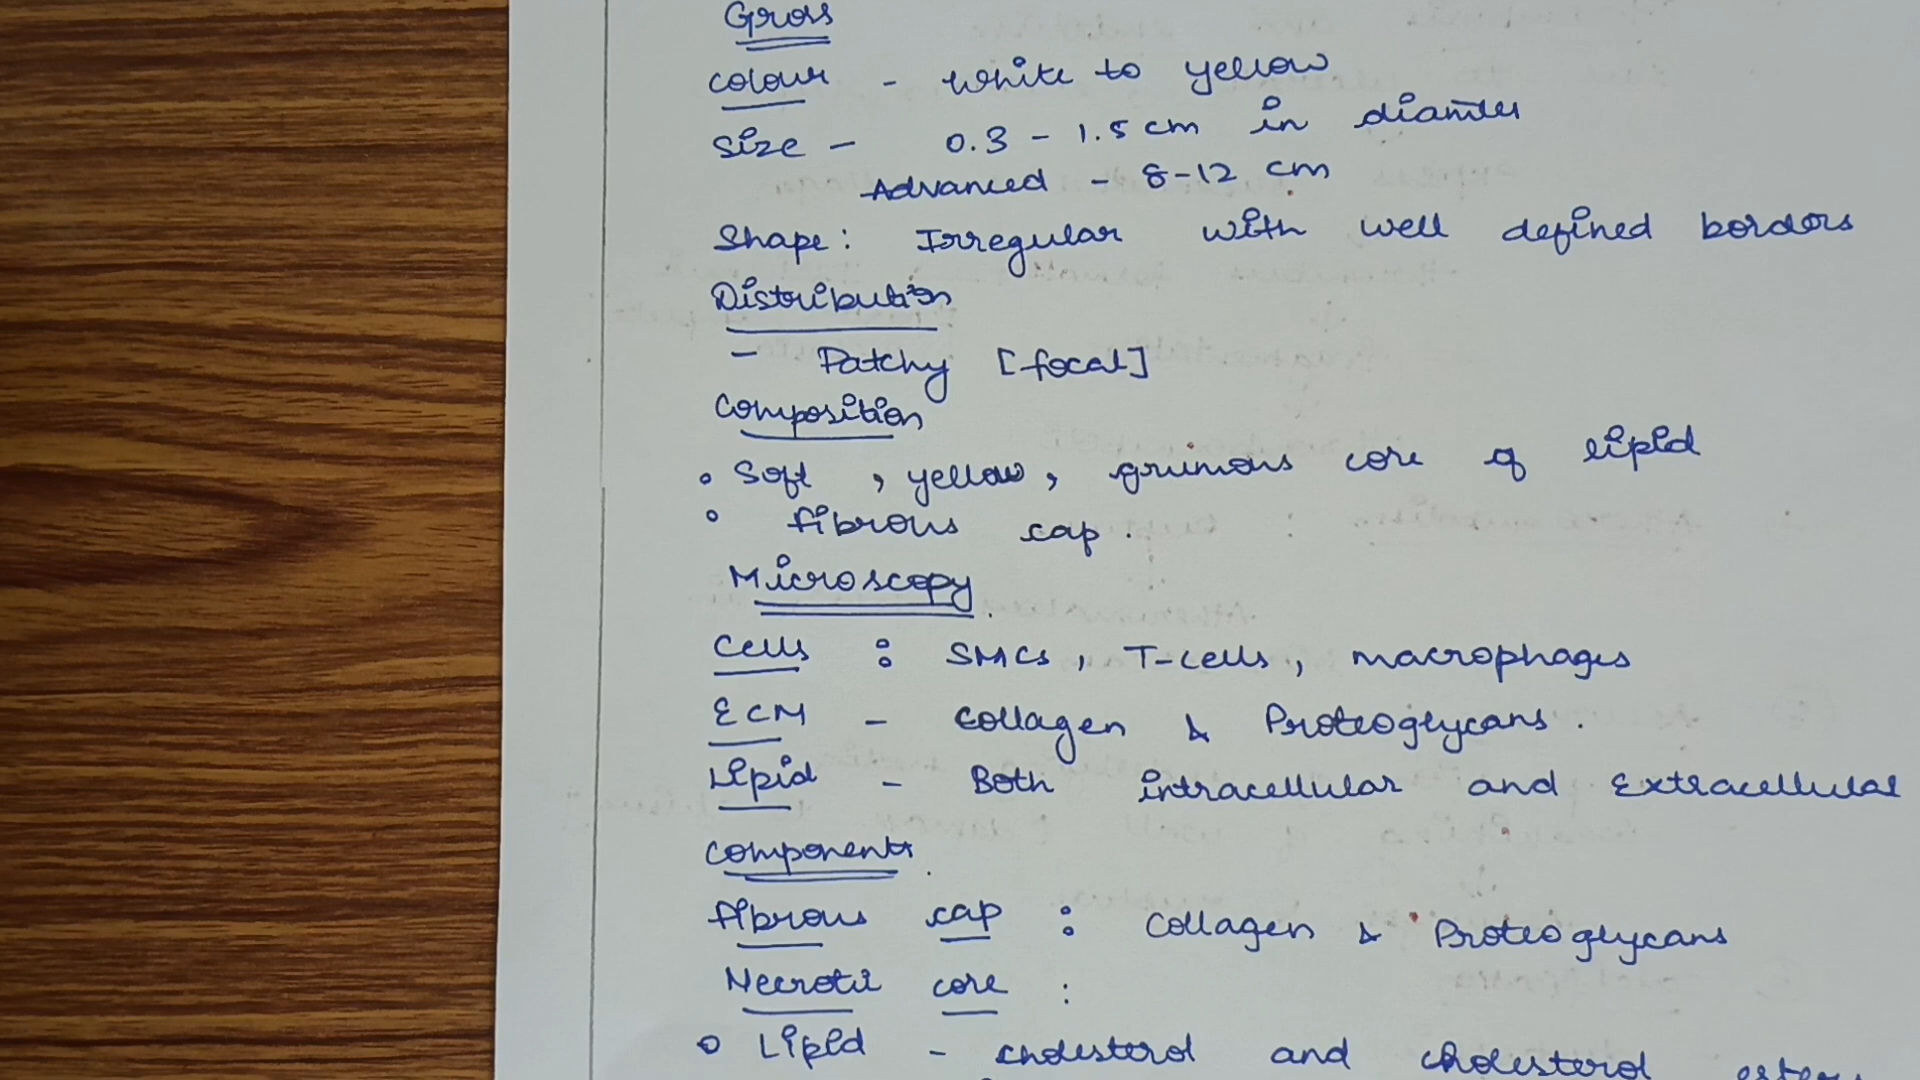 Gross
colour - white to yellow
Size - 0.3 - 1.5 cm in diameter
Advanced - 8-12 cm
Shape: Irregular with well defined borders
Distribution
- Patchy [focal]
Composition
• Soft, yellow, grumous core of lipid
• fibrous cap.
Microscopy
Cells : SMCs, T-cells, macrophages
ECM - collagen & Proteoglycans.
Lipid - Both intracellular and Extracellular
Components
fibrous cap : Collagen & Proteoglycans
Necrotic core :
• Lipid - cholesterol and cholesterol esters